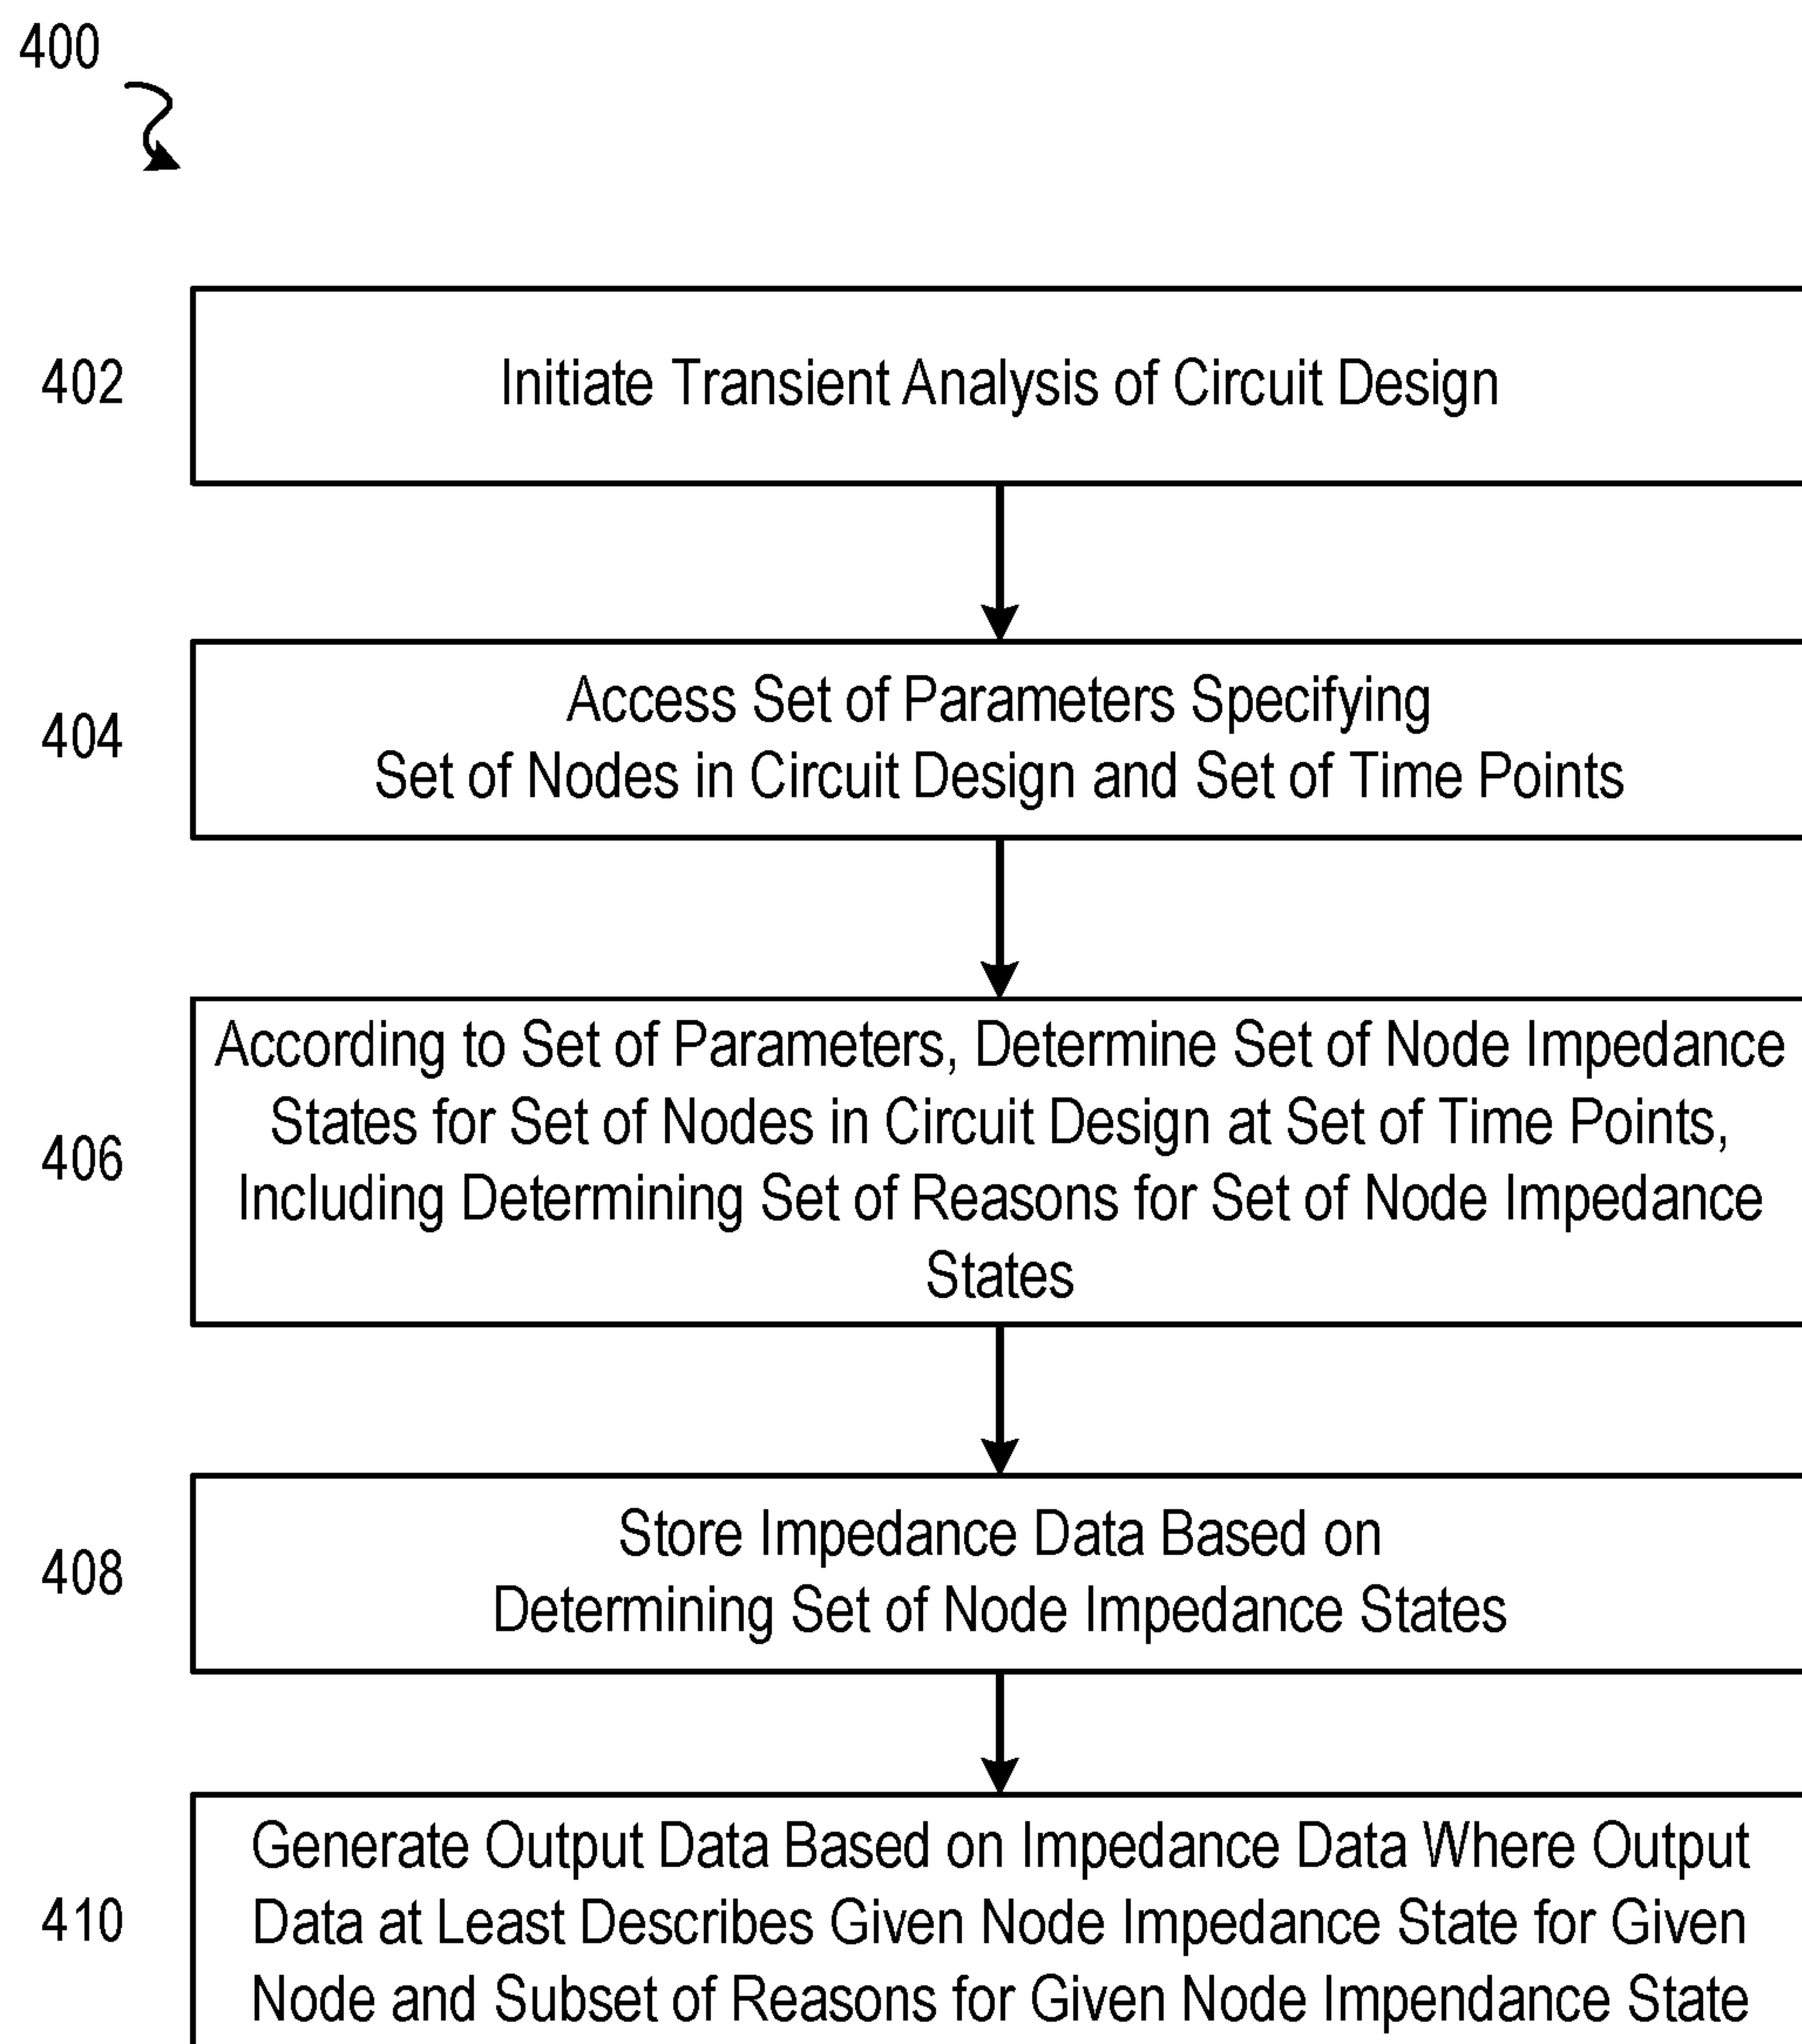 400
402
Initiate Transient Analysis of Circuit Design
404
Access Set of Parameters Specifying
Set of Nodes in Circuit Design and Set of Time Points
406
According to Set of Parameters, Determine Set of Node Impedance
States for Set of Nodes in Circuit Design at Set of Time Points,
Including Determining Set of Reasons for Set of Node Impedance
States
408
Store Impedance Data Based on
Determining Set of Node Impedance States
410
Generate Output Data Based on Impedance Data Where Output
Data at Least Describes Given Node Impedance State for Given
Node and Subset of Reasons for Given Node Impendance State